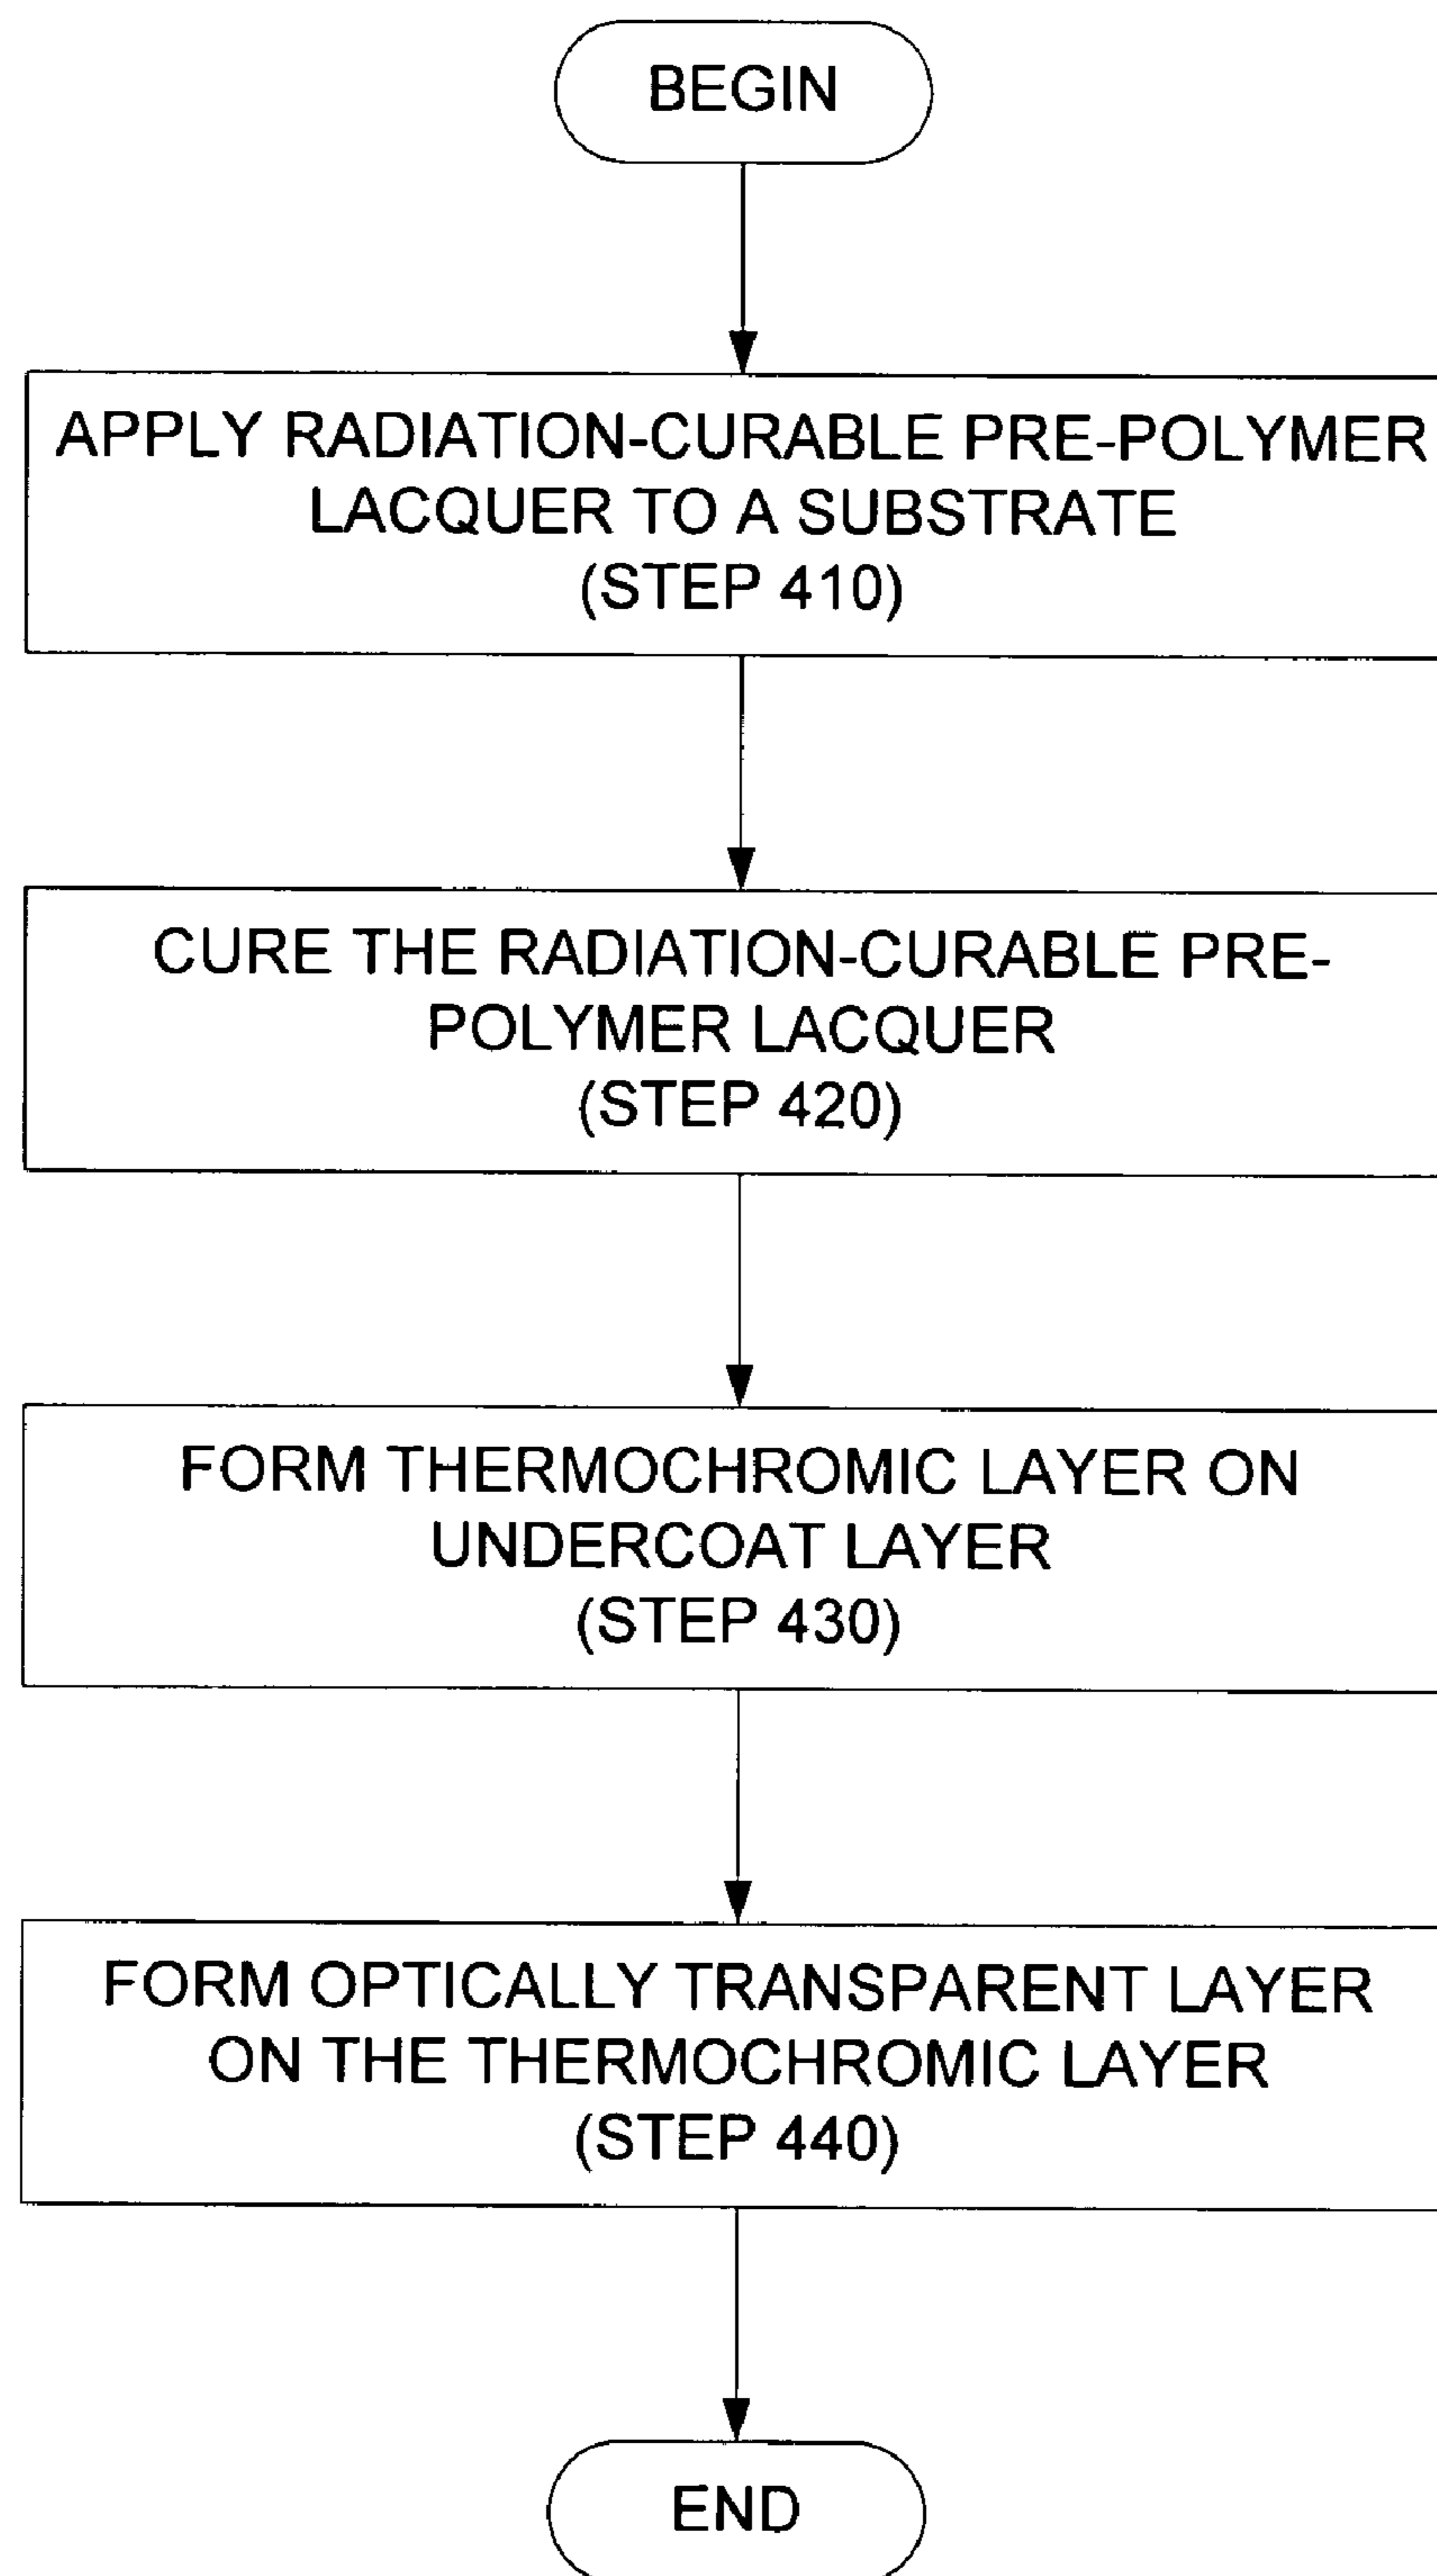 BEGIN
APPLY RADIATION-CURABLE PRE-POLYMER
LACQUER TO A SUBSTRATE
(STEP 410)
CURE THE RADIATION-CURABLE PRE-
POLYMER LACQUER
(STEP 420)
FORM THERMOCHROMIC LAYER ON
UNDERCOAT LAYER
(STEP 430)
FORM OPTICALLY TRANSPARENT LAYER
ON THE THERMOCHROMIC LAYER
(STEP 440)
END